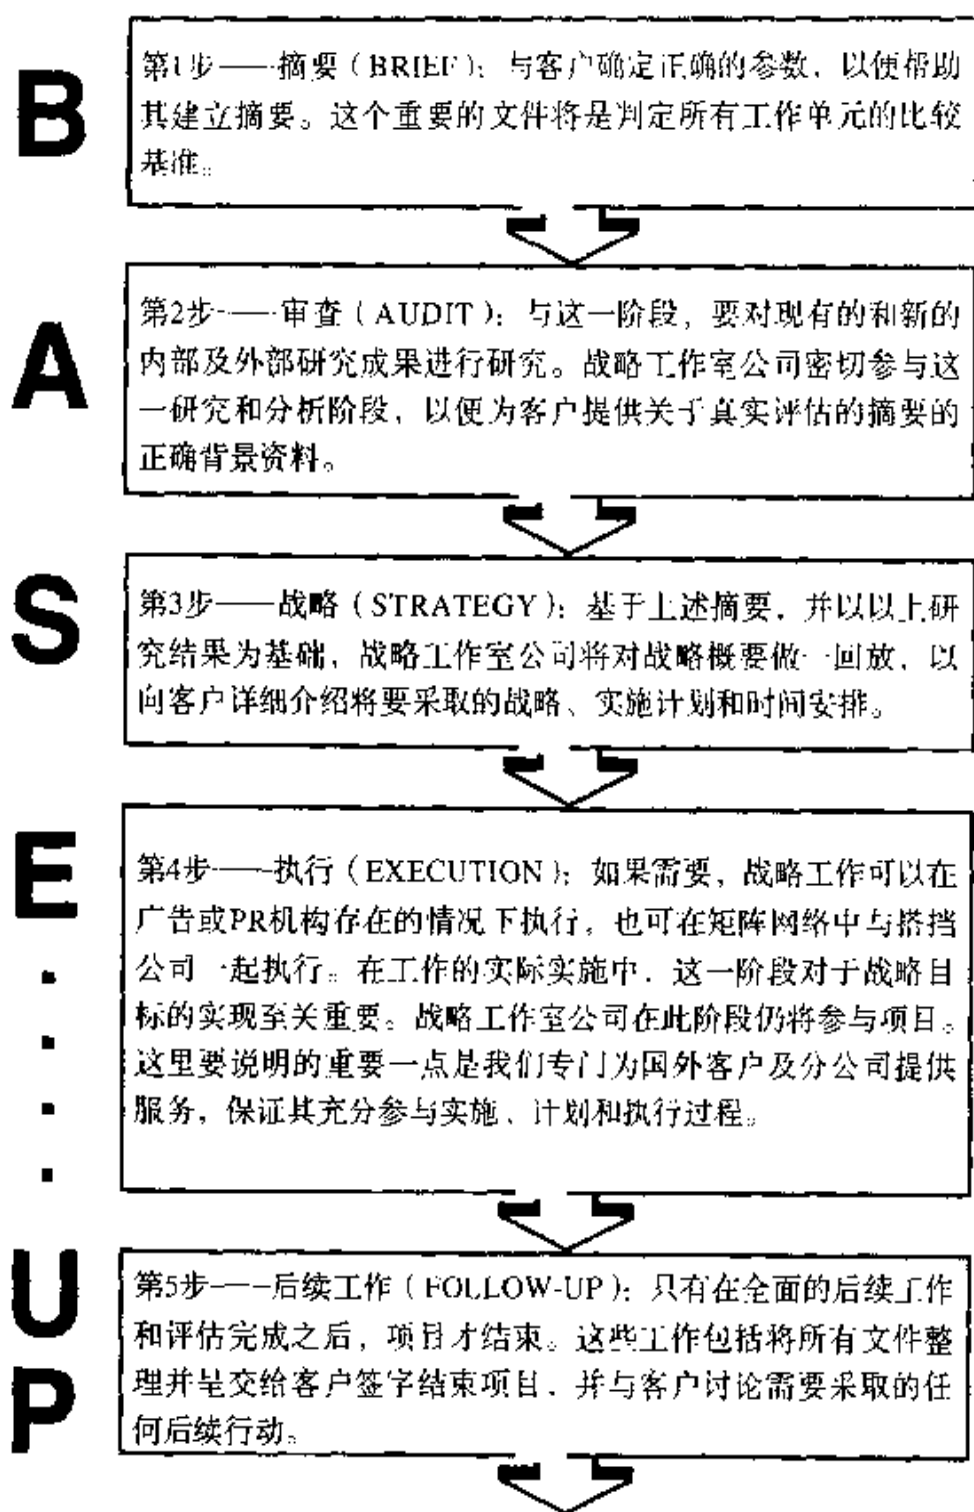 B
第1步——摘要（BRIEF）：与客户确定正确的参数，以便帮助
其建立摘要。这个重要的文件将是判定所有工作单元的比较
基准。
A
第2步——审查（AUDIT）：与这一阶段，要对现有的和新的
内部及外部研究成果进行研究。战略工作室公司密切参与这
一研究和分析阶段，以便为客户提供关于真实评估的摘要的
正确背景资料。
S
第3步——战略（STRATEGY）：基于上述摘要，并以以上研
究结果为基础，战略工作室公司将对战略概要做一回放，以
向客户详细介绍将要采取的战略、实施计划和时间安排。
E
第4步——执行（EXECUTION）：如果需要，战略工作可以在
广告或PR机构存在的情况下执行，也可在矩阵网络中与搭挡
公司一起执行。在工作的实际实施中，这一阶段对于战略目
标的实现至关重要。战略工作室公司在此阶段仍将参与项目。
这里要说明的重要一点是我们专门为国外客户及分公司提供
服务，保证其充分参与实施、计划和执行过程。
....
UP
第5步——后续工作（FOLLOW-UP）：只有在全面的后续工作
和评估完成之后，项目才结束。这些工作包括将所有文件整
理并呈交给客户签字结束项目，并与客户讨论需要采取的任
何后续行动。